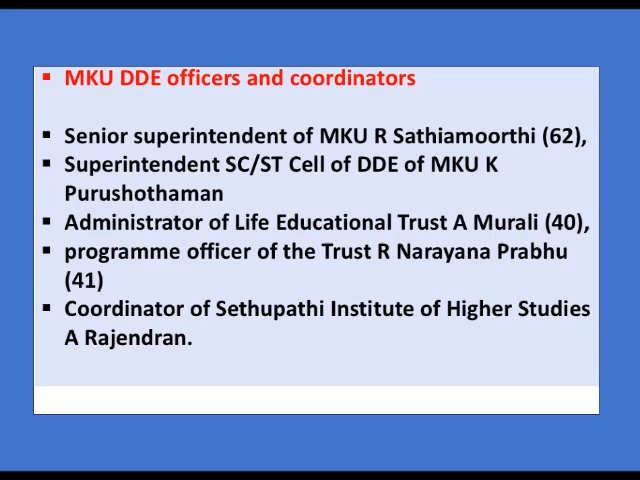 ▪ MKU DDE officers and coordinators
▪ Senior superintendent of MKU R Sathiamoorthi (62),
▪ Superintendent SC/ST Cell of DDE of MKU K
Purushothaman
▪ Administrator of Life Educational Trust A Murali (40),
▪ programme officer of the Trust R Narayana Prabhu
(41)
▪ Coordinator of Sethupathi Institute of Higher Studies
A Rajendran.